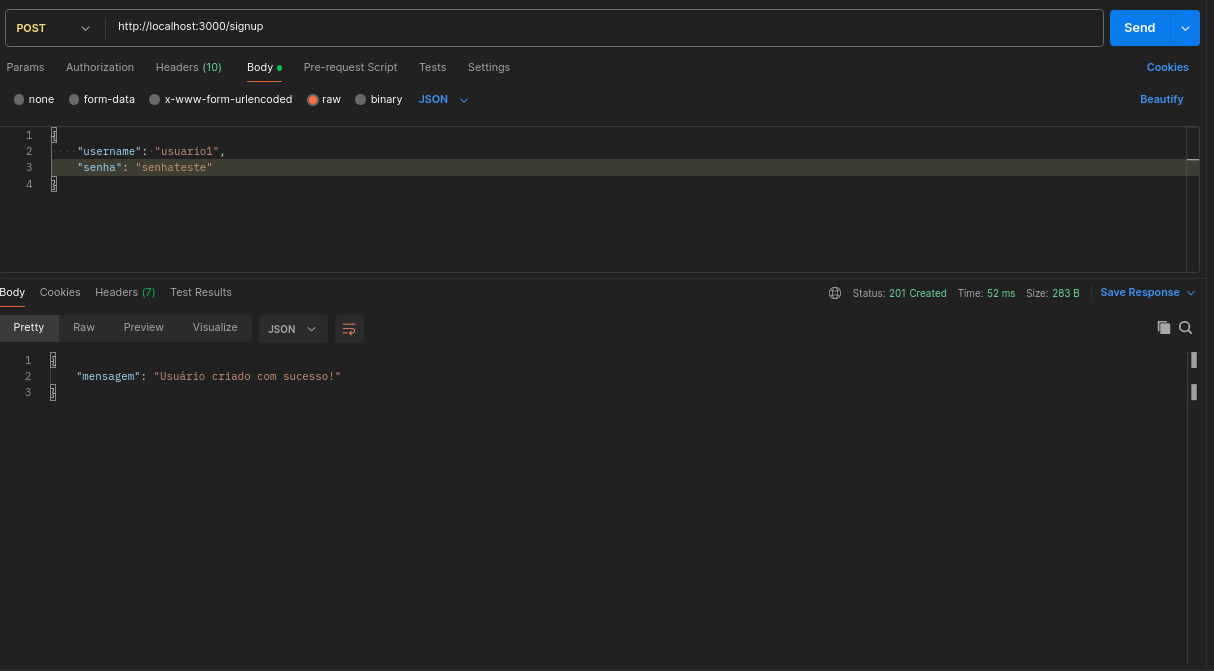 POST http://localhost:3000/signup Send
Params Authorization Headers (10) Body Pre-request Script Tests Settings Cookies
none form-data x-www-form-urlencoded raw binary JSON Beautify
1 {
2 ····"username":·"usuario1",
3 ····"senha": "senhateste"
4 }
Body Cookies Headers (7) Test Results Status: 201 Created Time: 52 ms Size: 283 B Save Response
Pretty Raw Preview Visualize JSON
1 {
2 "mensagem": "Usuário criado com sucesso!"
3 }